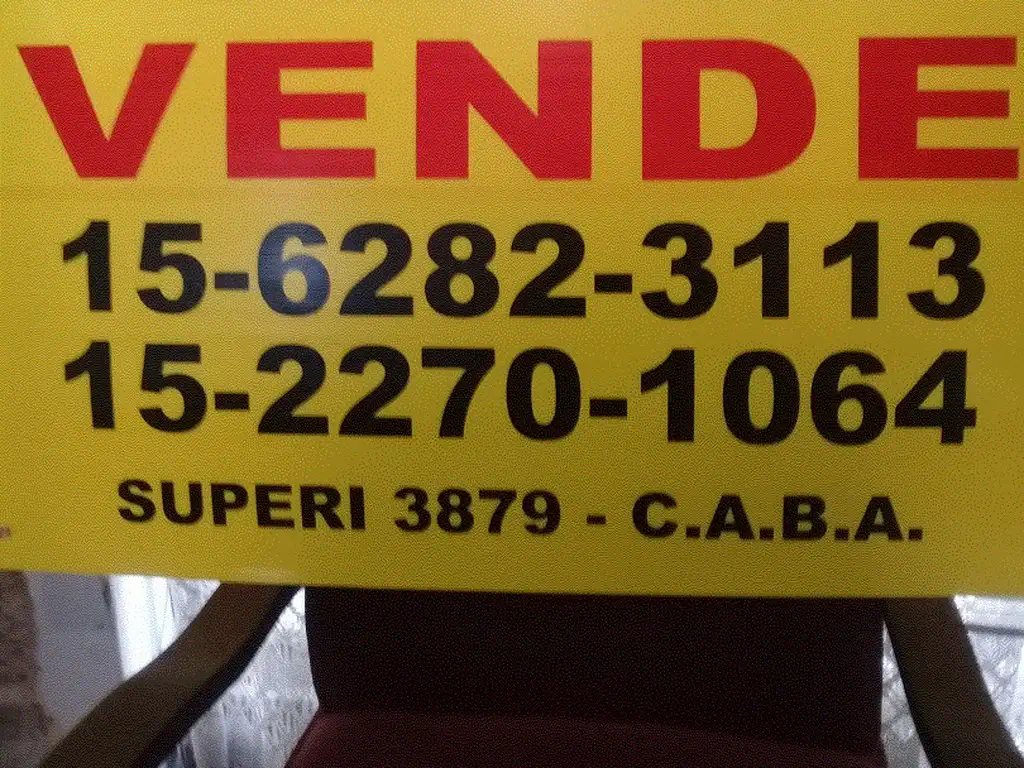 VENDE
15-6282-3113
15-2270-1064
SUPERI 3879 - C.A.B.A.